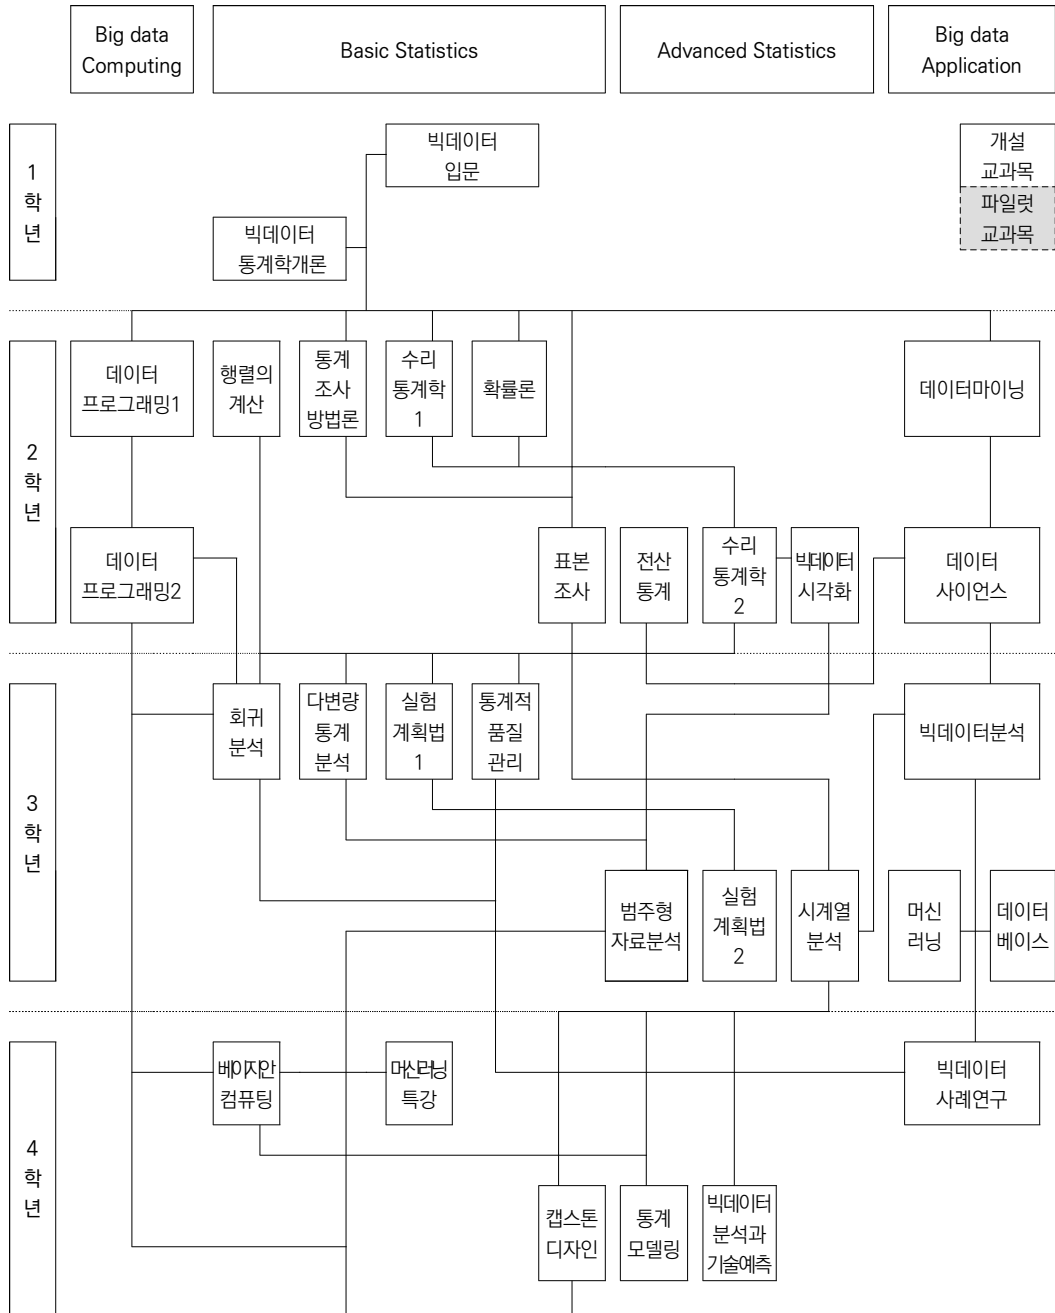 Big data
Computing
Basic Statistics
Advanced Statistics
Big data
Application
1
학
년
빅데이터
입문
개설
교과목
파일럿
교과목
빅데이터
통계학개론
2
학
년
데이터
프로그래밍1
행렬의
계산
통계
조사
방법론
수리
통계학
1
확률론
데이터마이닝
데이터
프로그래밍2
표본
조사
전산
통계
수리
통계학
2
빅데이터
시각화
데이터
사이언스
3
학
년
회귀
분석
다변량
통계
분석
실험
계획법
1
통계적
품질
관리
빅데이터분석
범주형
자료분석
실험
계획법
2
시계열
분석
머신
러닝
데이터
베이스
4
학
년
베이지안
컴퓨팅
머신러닝
특강
빅데이터
사례연구
캡스톤
디자인
통계
모델링
빅데이터
분석과
기술예측